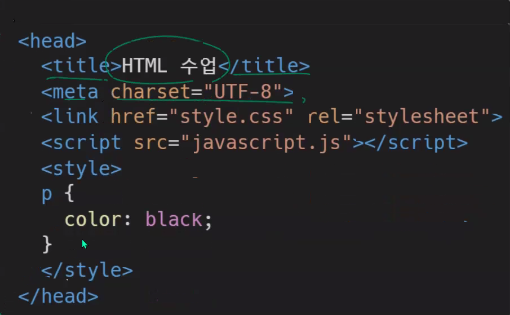 <head>
<title>HTML 수업</title>
<meta charset="UTF-8">
<link href="style.css" rel="stylesheet">
<script src="javascript.js"></script>
<style>
p {
color: black;
}
</style>
</head>